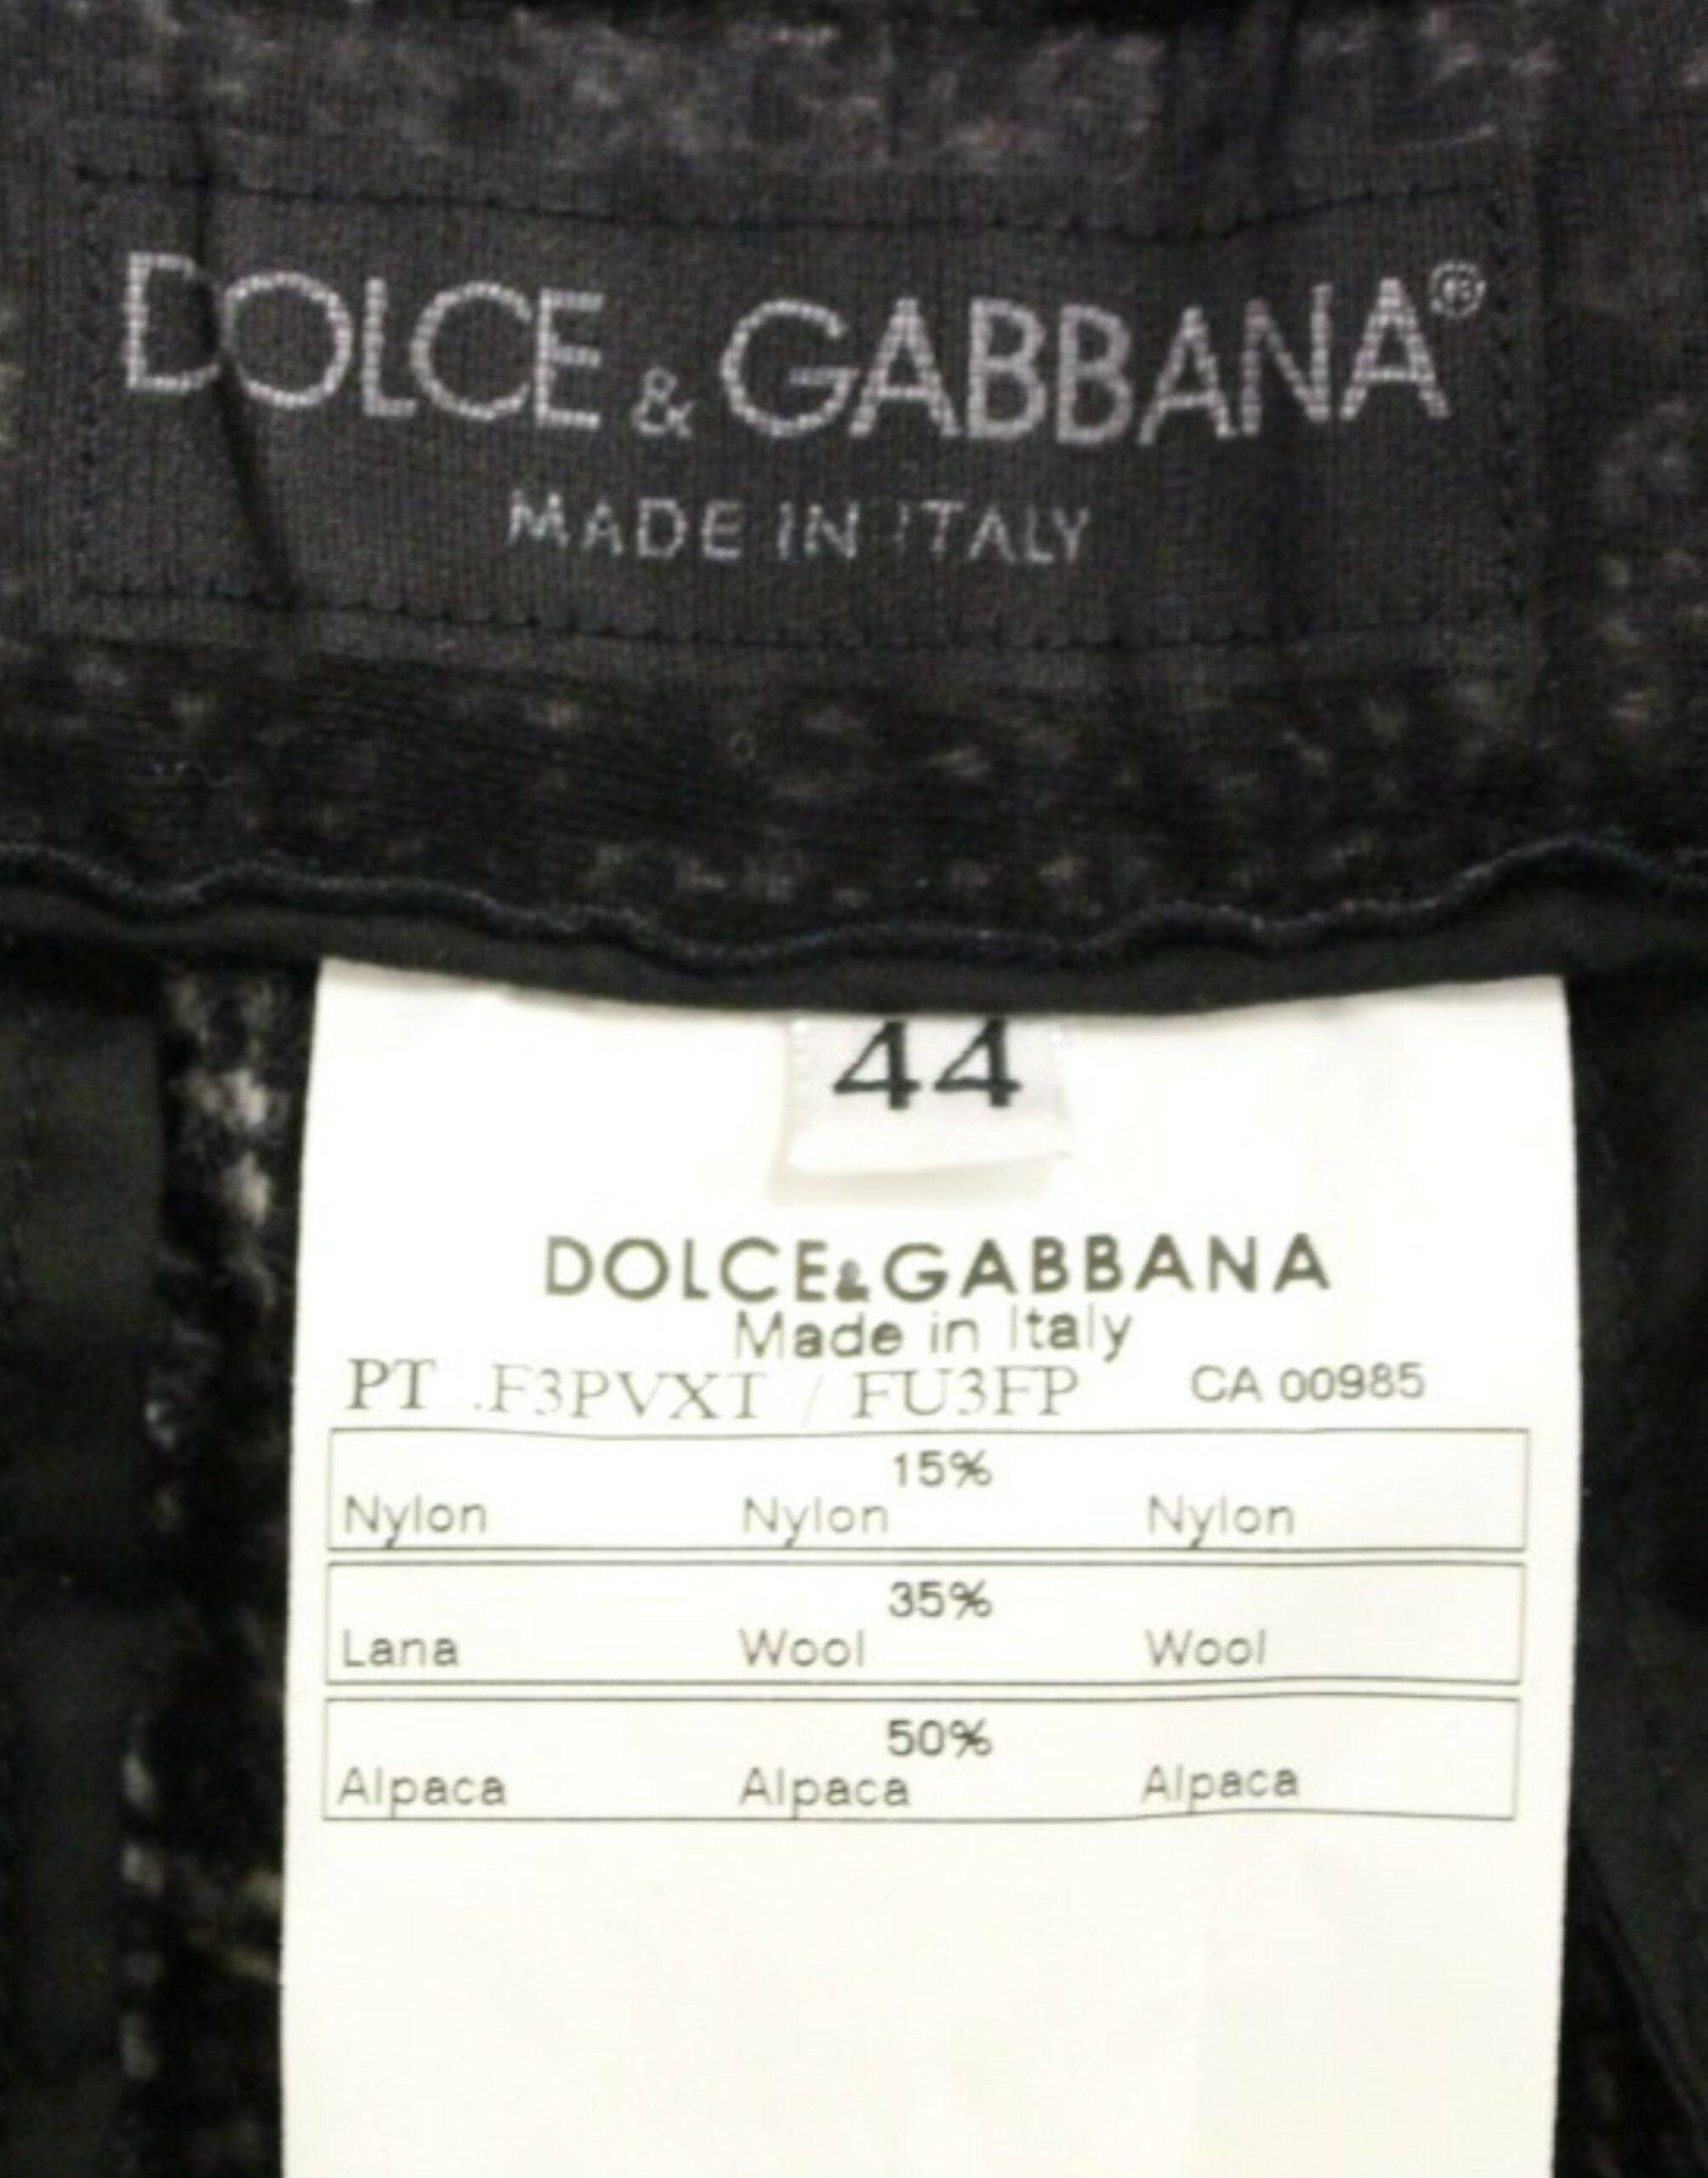 DOLCE & GABBANA®
MADE IN ITALY
44
DOLCE&GABBANA
Made in Italy
PT .F3PVXT / FU3FP CA 00985
15%
Nylon Nylon Nylon
35%
Lana Wool Wool
50%
Alpaca Alpaca Alpaca